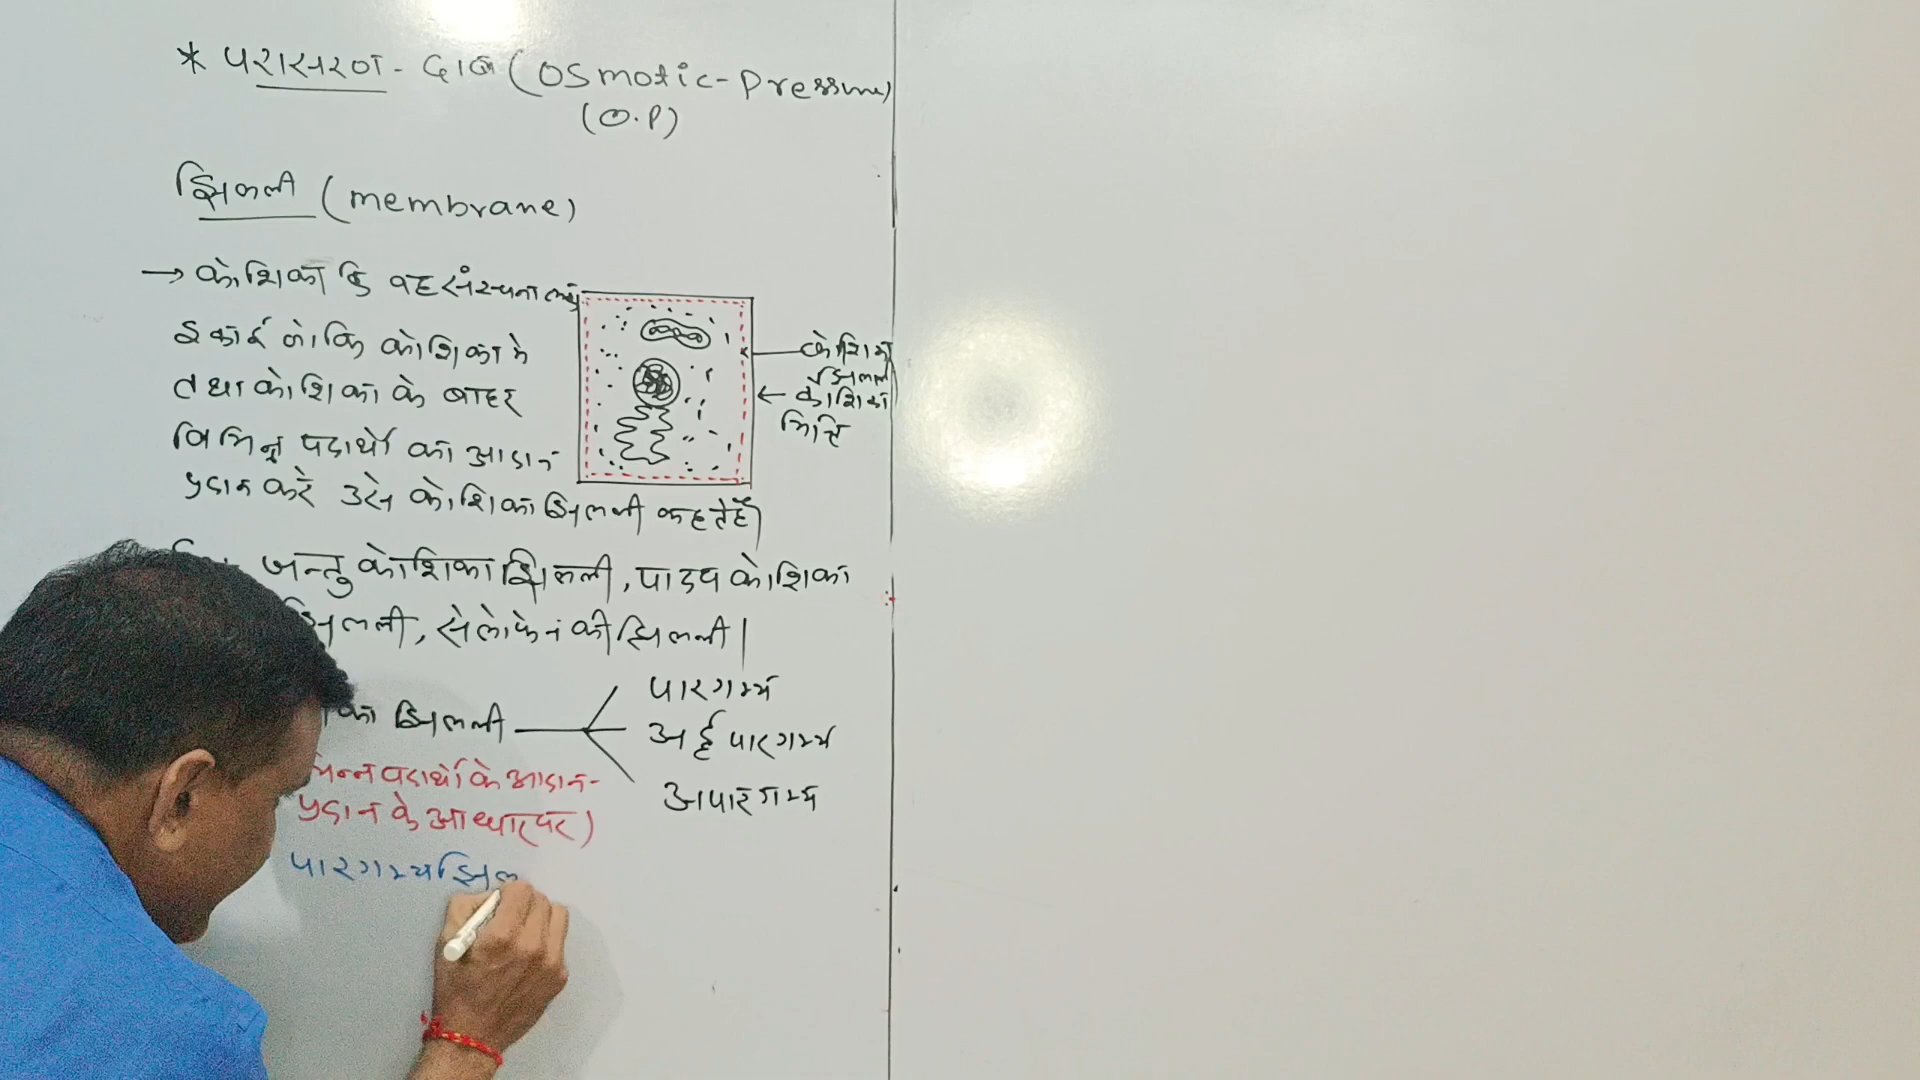 * परासरण - दाब (Osmotic-Pressure)
(O.P)
झिल्ली (membrane)
→ कोशिका कि वह संरचना
इकाई जो कि कोशिका मे
तथा कोशिका के बाहर
विभिन्न पदार्थो का आदान
प्रदान करे उसे कोशिका झिल्ली कहते हैं
कोशिका
झिल्ली
← कोशिका
भित्ति
जन्तु कोशिका झिल्ली, पादप कोशिका
झिल्ली, सेलोफेन की झिल्ली |
का झिल्ली
पारगम्य
अर्द्ध पारगम्य
अपारगम्य
भिन्न पदार्थो के आदान-
प्रदान के आधार पर)
पारगम्य झिल